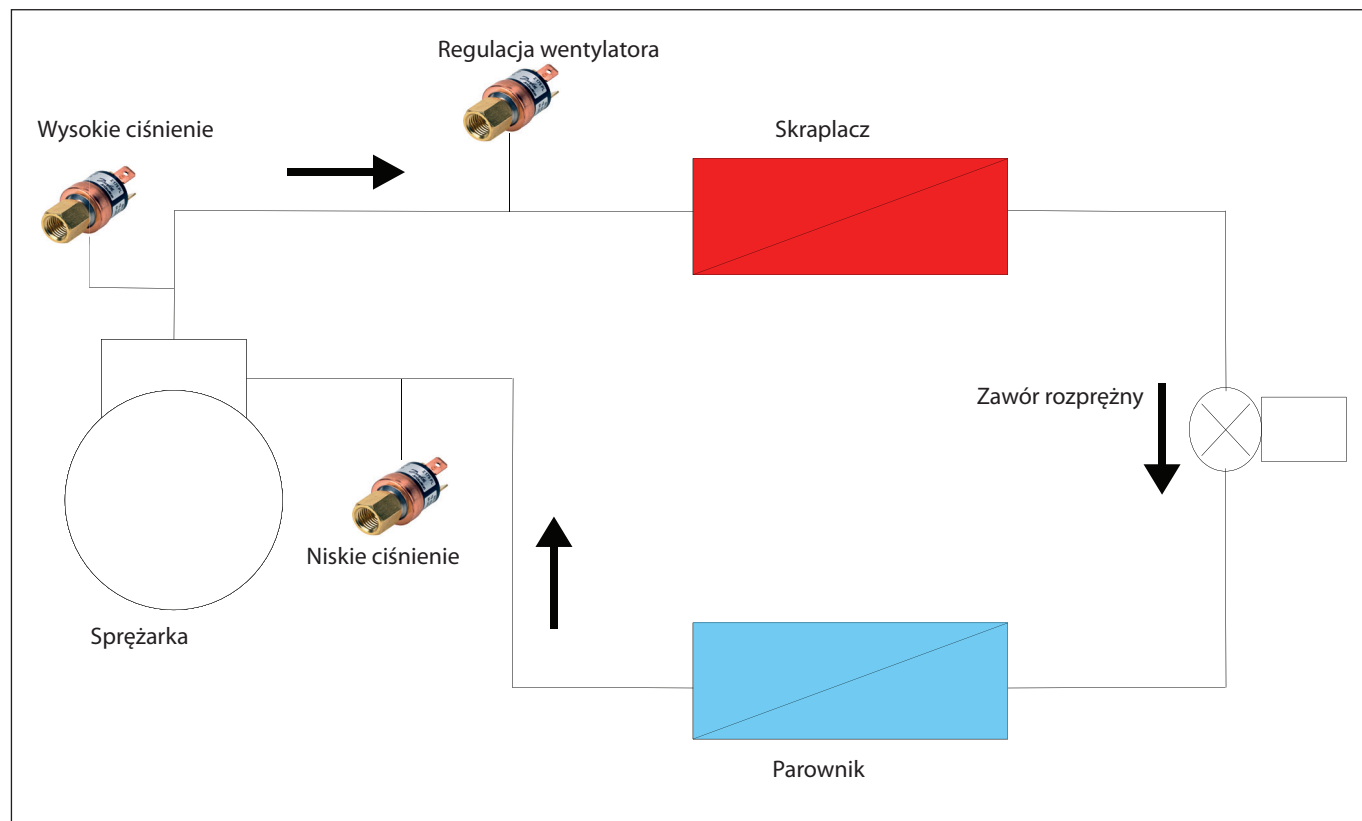 Regulacja wentylatora
Wysokie ciśnienie
Skraplacz
Zawór rozprężny
Niskie ciśnienie
Sprężarka
Parownik